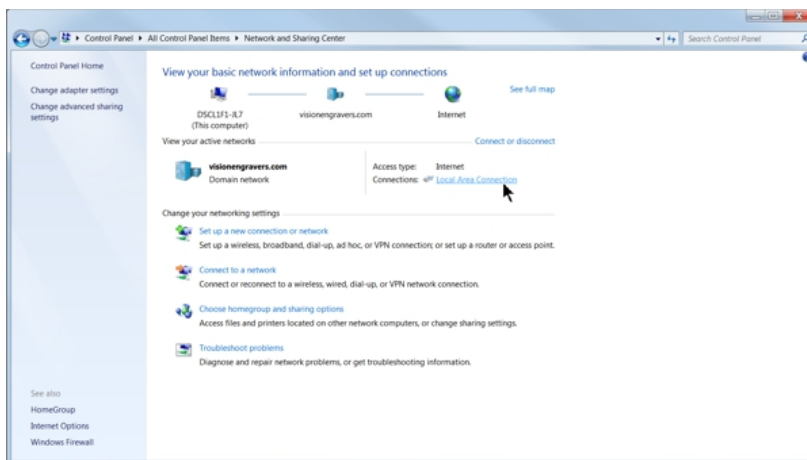 Control Panel ▸ All Control Panel Items ▸ Network and Sharing Center
Search Control Panel
Control Panel Home
Change adapter settings
Change advanced sharing
settings
See also
HomeGroup
Internet Options
Windows Firewall
View your basic network information and set up connections
See full map
DSCL1F1-JL7
(This computer)
visionengravers.com
Internet
View your active networks
Connect or disconnect
visionengravers.com
Domain network
Access type: Internet
Connections: Local Area Connection
Change your networking settings
Set up a new connection or network
Set up a wireless, broadband, dial-up, ad hoc, or VPN connection; or set up a router or access point.
Connect to a network
Connect or reconnect to a wireless, wired, dial-up, or VPN network connection.
Choose homegroup and sharing options
Access files and printers located on other network computers, or change sharing settings.
Troubleshoot problems
Diagnose and repair network problems, or get troubleshooting information.